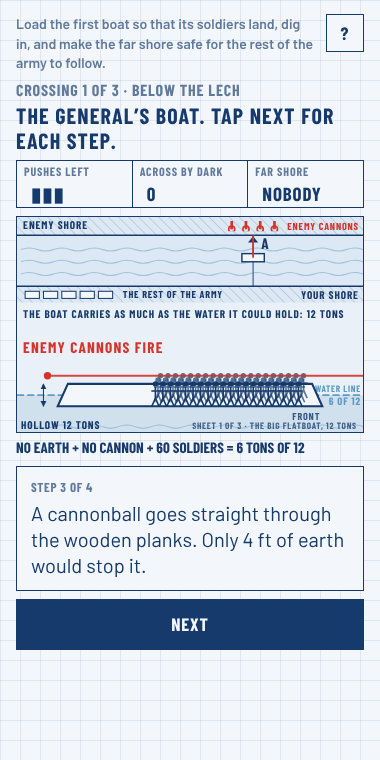 Load the first boat so that its soldiers land, dig
in, and make the far shore safe for the rest of the
army to follow.
?
CROSSING 1 OF 3 · BELOW THE LECH
THE GENERAL'S BOAT. TAP NEXT FOR
EACH STEP.
PUSHES LEFT
ACROSS BY DARK
0
FAR SHORE
NOBODY
ENEMY SHORE
ENEMY CANNONS
A
THE REST OF THE ARMY
YOUR SHORE
THE BOAT CARRIES AS MUCH AS THE WATER IT COULD HOLD: 12 TONS
ENEMY CANNONS FIRE
WATER LINE
6 OF 12
FRONT
HOLLOW 12 TONS
SHEET 1 OF 3 · THE BIG FLATBOAT, 12 TONS
NO EARTH + NO CANNON + 60 SOLDIERS = 6 TONS OF 12
STEP 3 OF 4
A cannonball goes straight through
the wooden planks. Only 4 ft of earth
would stop it.
NEXT